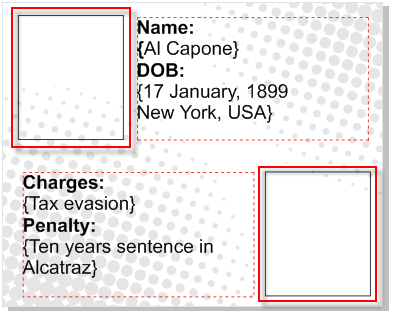 Name:
{Al Capone}
DOB:
{17 January, 1899
New York, USA}
Charges:
{Tax evasion}
Penalty:
{Ten years sentence in
Alcatraz}